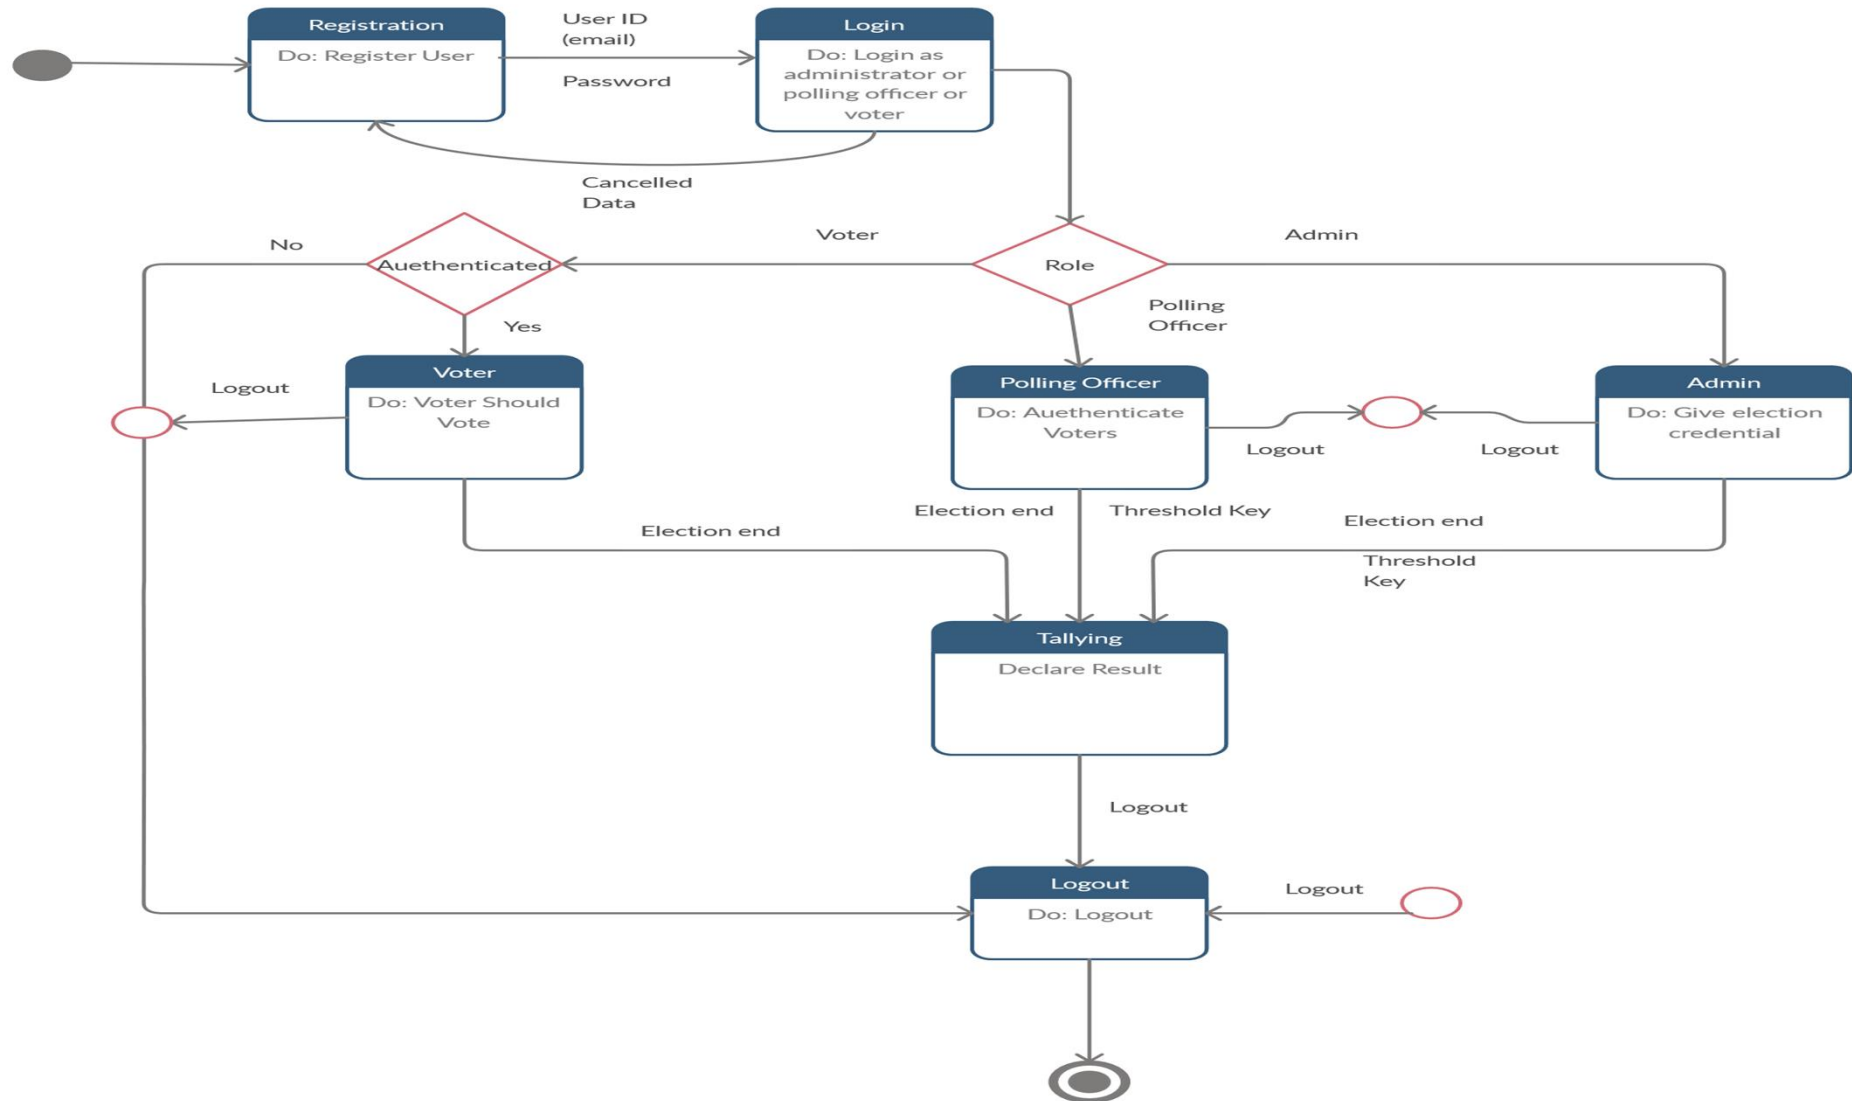 Registration
Do: Register User
User ID
(email)
Password
Login
Do: Login as
administrator or
polling officer or
voter
Cancelled
Data
No
Auethenticated
Voter
Role
Admin
Yes
Polling
Officer
Logout
Voter
Do: Voter Should
Vote
Polling Officer
Do: Auethenticate
Voters
Logout
Logout
Admin
Do: Give election
credential
Election end
Election end
Threshold Key
Election end
Threshold
Key
Tallying
Declare Result
Logout
Logout
Do: Logout
Logout